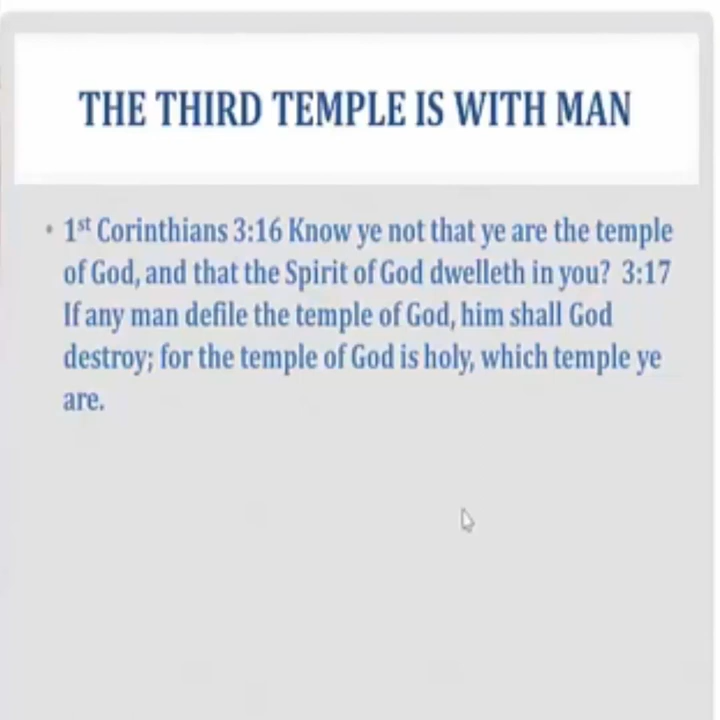 THE THIRD TEMPLE IS WITH MAN
• 1st Corinthians 3:16 Know ye not that ye are the temple
of God, and that the Spirit of God dwelleth in you? 3:17
If any man defile the temple of God, him shall God
destroy; for the temple of God is holy, which temple ye
are.